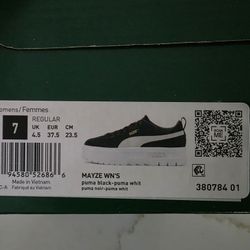 omens/Femmes
7
REGULAR
UK EUR CM
4.5 37.5 23.5
MAYZE WN'S
puma black-puma whit
puma noir-puma whit
94580 52686 6
Made in Vietnam
Fabriqué au Vietnam
ME
380784 01